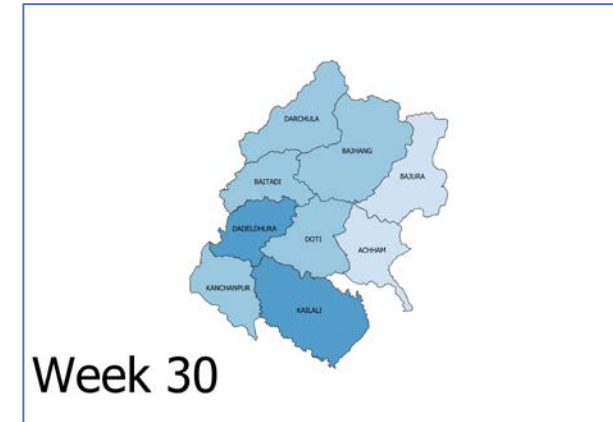 DARCHULA
BAJHANG
BAJURA
BAITADI
DADELDHURA
DOTI
ACHHAM
KANCHANPUR
KAILALI
Week 30